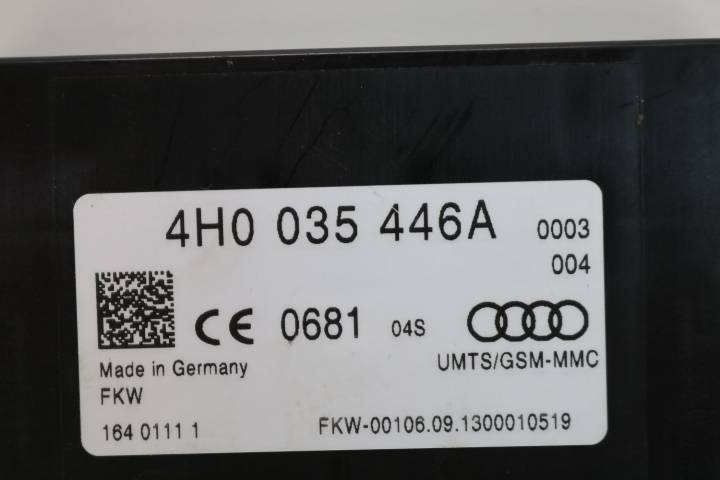 4H0 035 446A 0003
004
CE 0681 04S
UMTS/GSM-MMC
Made in Germany
FKW
164 0111 1 FKW-00106.09.1300010519